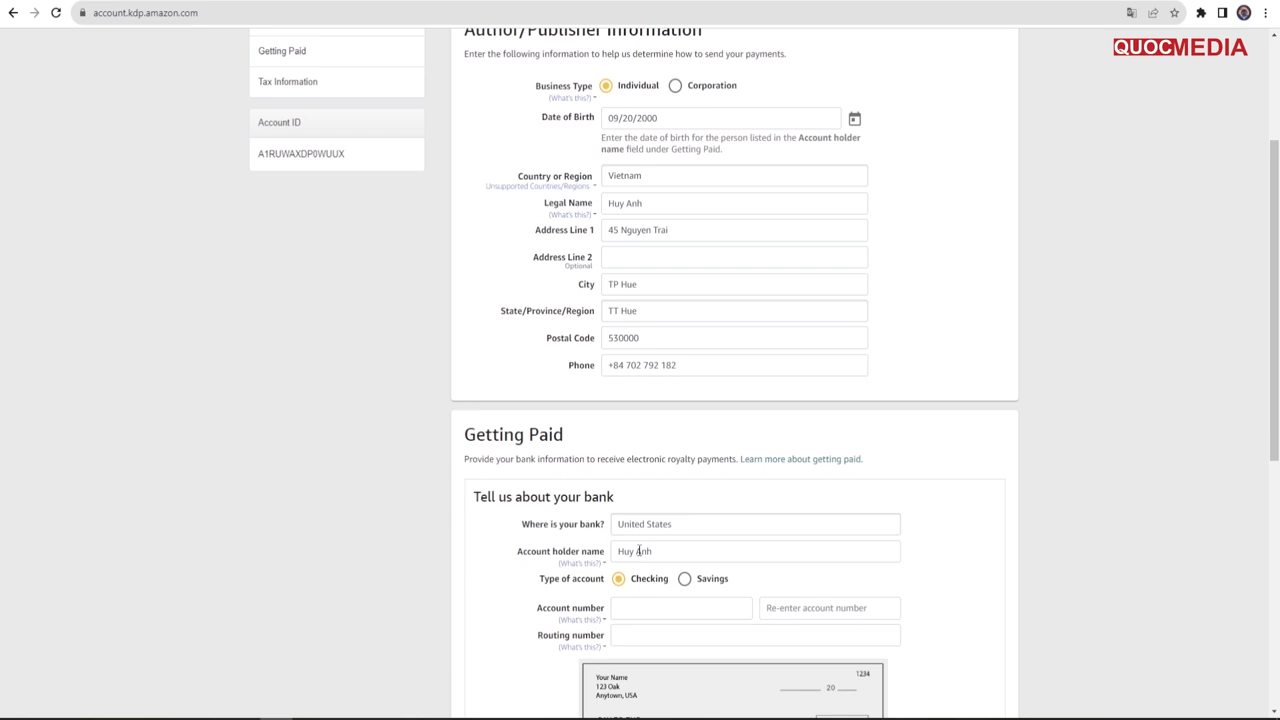 account.kdp.amazon.com
QUOCMEDIA
Getting Paid
Tax Information
Account ID
A1RUWAXDP0WUUX
Author/Publisher Information
Enter the following information to help us determine how to send your payments.
Business Type Individual Corporation
(What's this?)
Date of Birth 09/20/2000
Enter the date of birth for the person listed in the Account holder
name field under Getting Paid.
Country or Region Vietnam
Unsupported Countries/Regions
Legal Name Huy Anh
(What's this?)
Address Line 1 45 Nguyen Trai
Address Line 2
Optional
City TP Hue
State/Province/Region TT Hue
Postal Code 530000
Phone +84 702 792 182
Getting Paid
Provide your bank information to receive electronic royalty payments. Learn more about getting paid.
Tell us about your bank
Where is your bank? United States
Account holder name Huy Anh
(What's this?)
Type of account Checking Savings
Account number Re-enter account number
(What's this?)
Routing number
(What's this?)
Your Name 1234
123 Oak
Anytown, USA 20